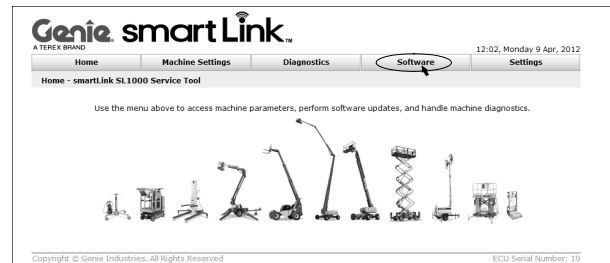 Genie. smart Link™
A TEREX BRAND
12:02, Monday 9 Apr, 2012
Home Machine Settings Diagnostics Software Settings
Home - smartLink SL1000 Service Tool
Use the menu above to access machine parameters, perform software updates, and handle machine diagnostics.
Copyright © Genie Industries. All Rights Reserved ECU Serial Number: 19